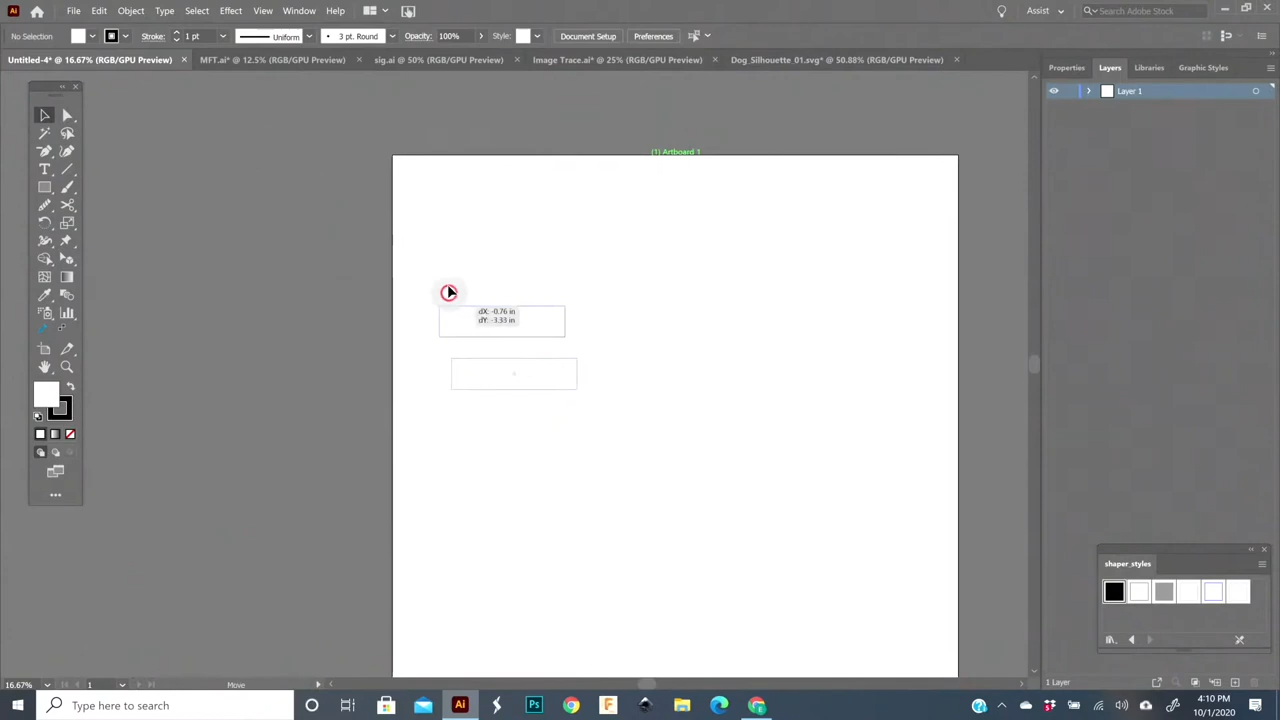 Ai File Edit Object Type Select Effect View Window Help Assist Search Adobe Stock
No Selection Stroke: 1 pt Uniform 3 pt. Round Opacity: 100% Style: Document Setup Preferences
Untitled-4* @ 16.67% (RGB/GPU Preview) × MFT.ai* @ 12.5% (RGB/GPU Preview) × sig.ai @ 50% (RGB/GPU Preview) × Image Trace.ai* @ 25% (RGB/GPU Preview) × Dog_Silhouette_01.svg* @ 50.88% (RGB/GPU Preview) ×
Properties Layers Libraries Graphic Styles
Layer 1
(1) Artboard 1
dX: -0.76 in
dY: -3.33 in
shaper_styles
16.67% 1 Move
1 Layer
Type here to search
Ai Ps
4:10 PM
10/1/2020